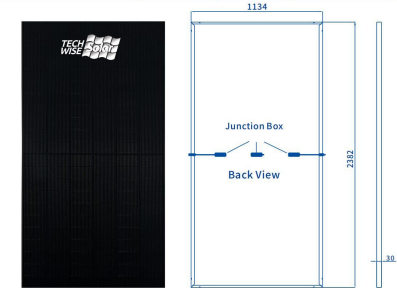 TECH
WISE Solar
1134
Junction Box
Back View
2382
30